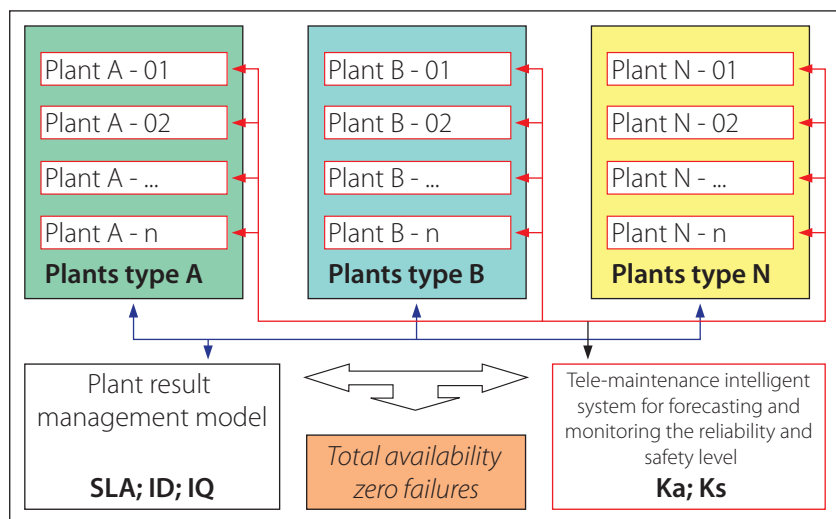 Plant A - 01
Plant A - 02
Plant A - ...
Plant A - n
Plants type A
Plant B - 01
Plant B - 02
Plant B - ...
Plant B - n
Plants type B
Plant N - 01
Plant N - 02
Plant N - ...
Plant N - n
Plants type N
Plant result
management model
SLA; ID; IQ
Total availability
zero failures
Tele-maintenance intelligent
system for forecasting and
monitoring the reliability and
safety level
Ka; Ks